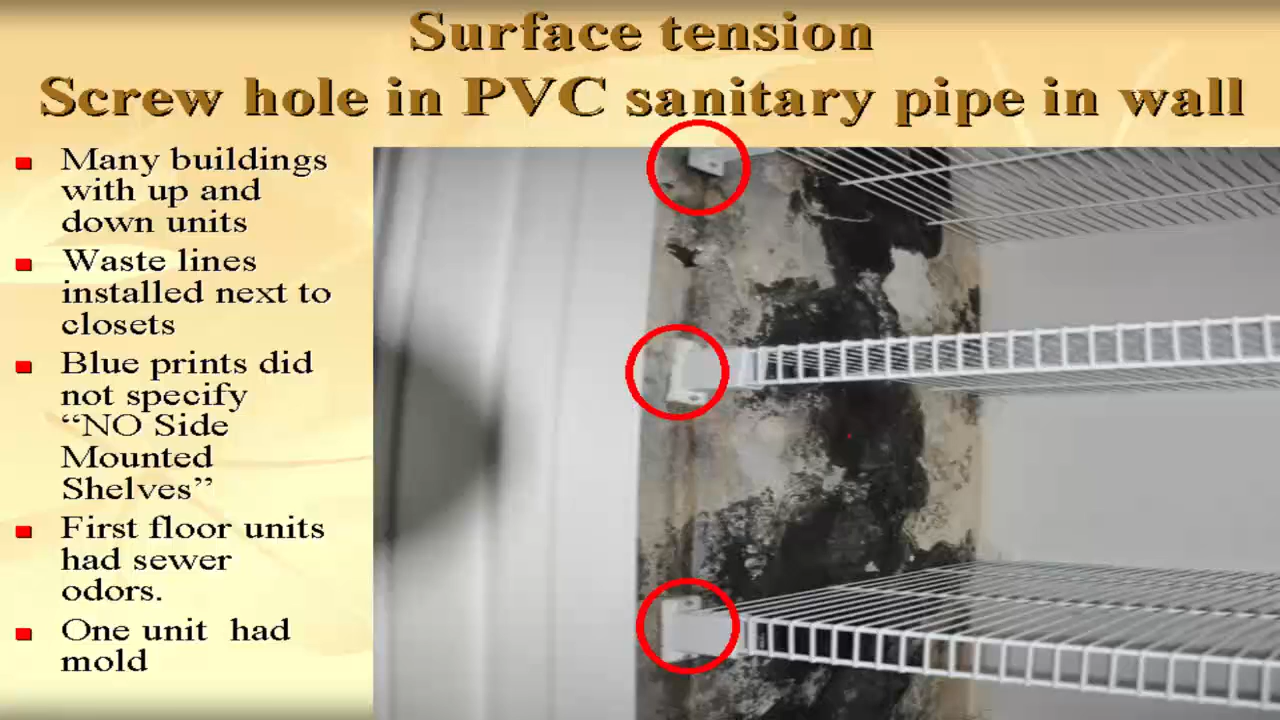 Surface tension
Screw hole in PVC sanitary pipe in wall
Many buildings
with up and
down units
Waste lines
installed next to
closets
Blue prints did
not specify
“NO Side
Mounted
Shelves”
First floor units
had sewer
odors.
One unit  had
mold